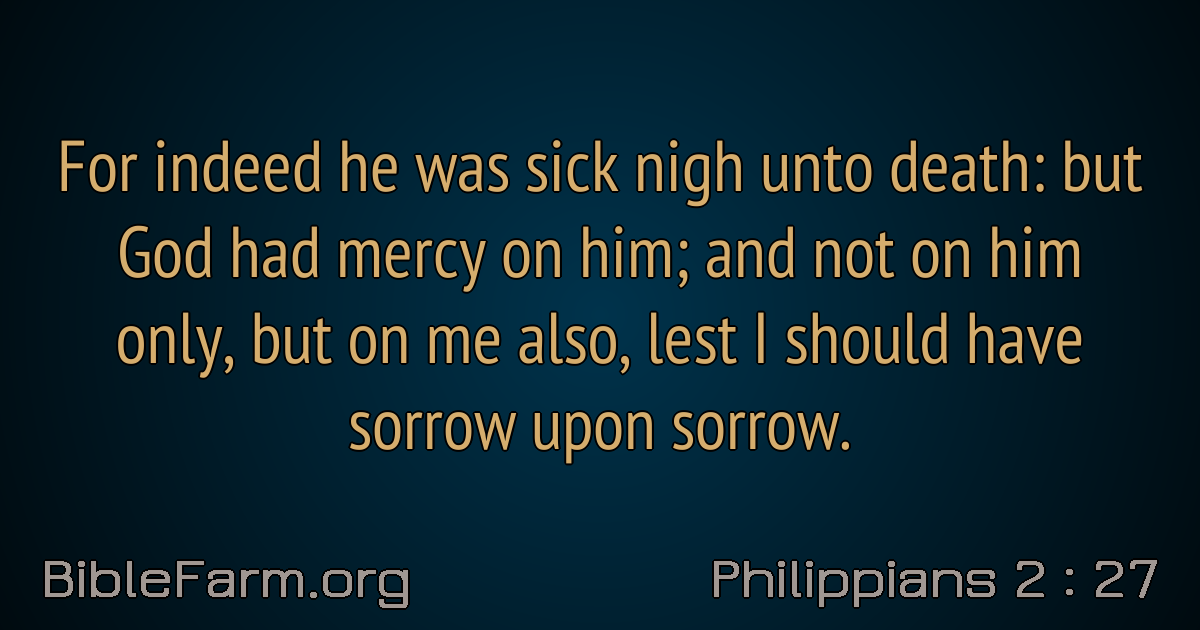 For indeed he was sick nigh unto death: but
God had mercy on him; and not on him
only, but on me also, lest I should have
sorrow upon sorrow.
BibleFarm.org
Philippians 2 : 27